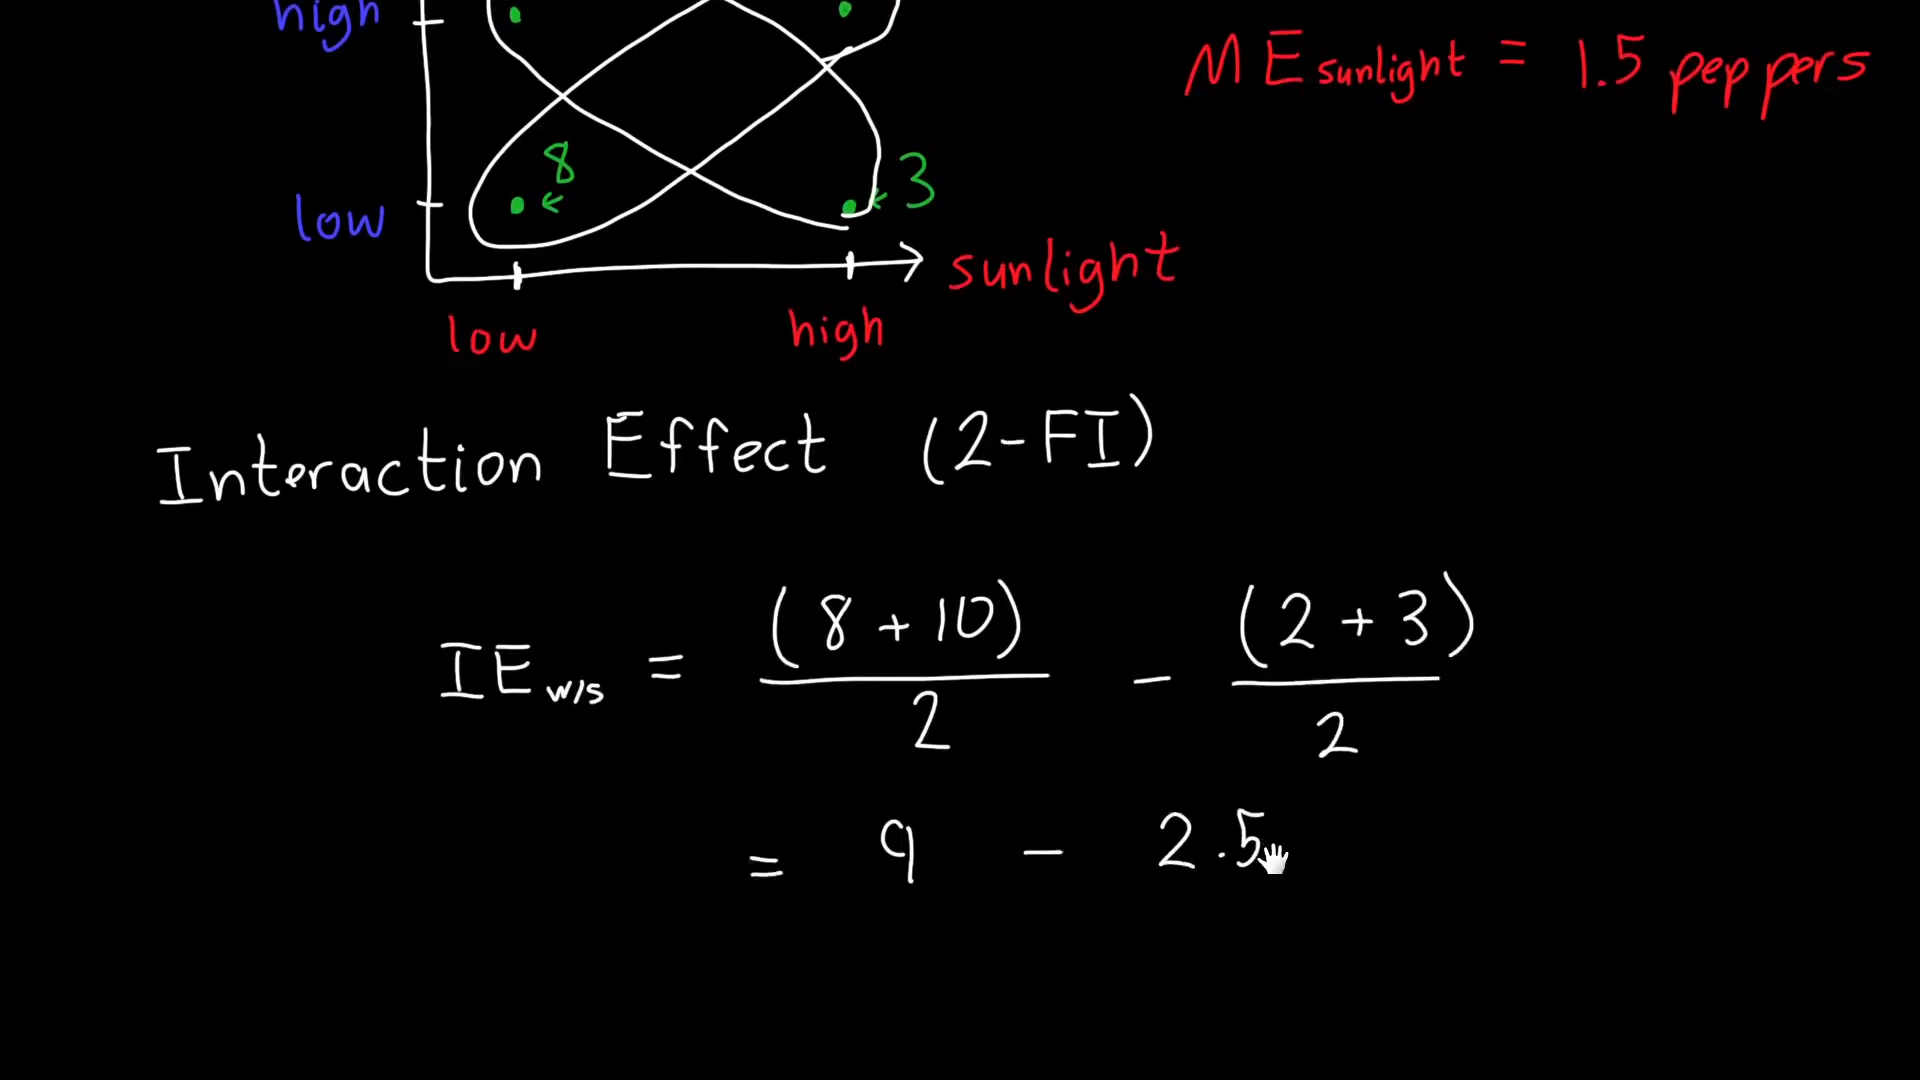 high
ME sunlight = 1.5 peppers
8
3
low
sunlight
low high
Interaction Effect (2-FI)
IE w/s = (8 + 10) / 2 - (2 + 3) / 2
= 9 - 2.5